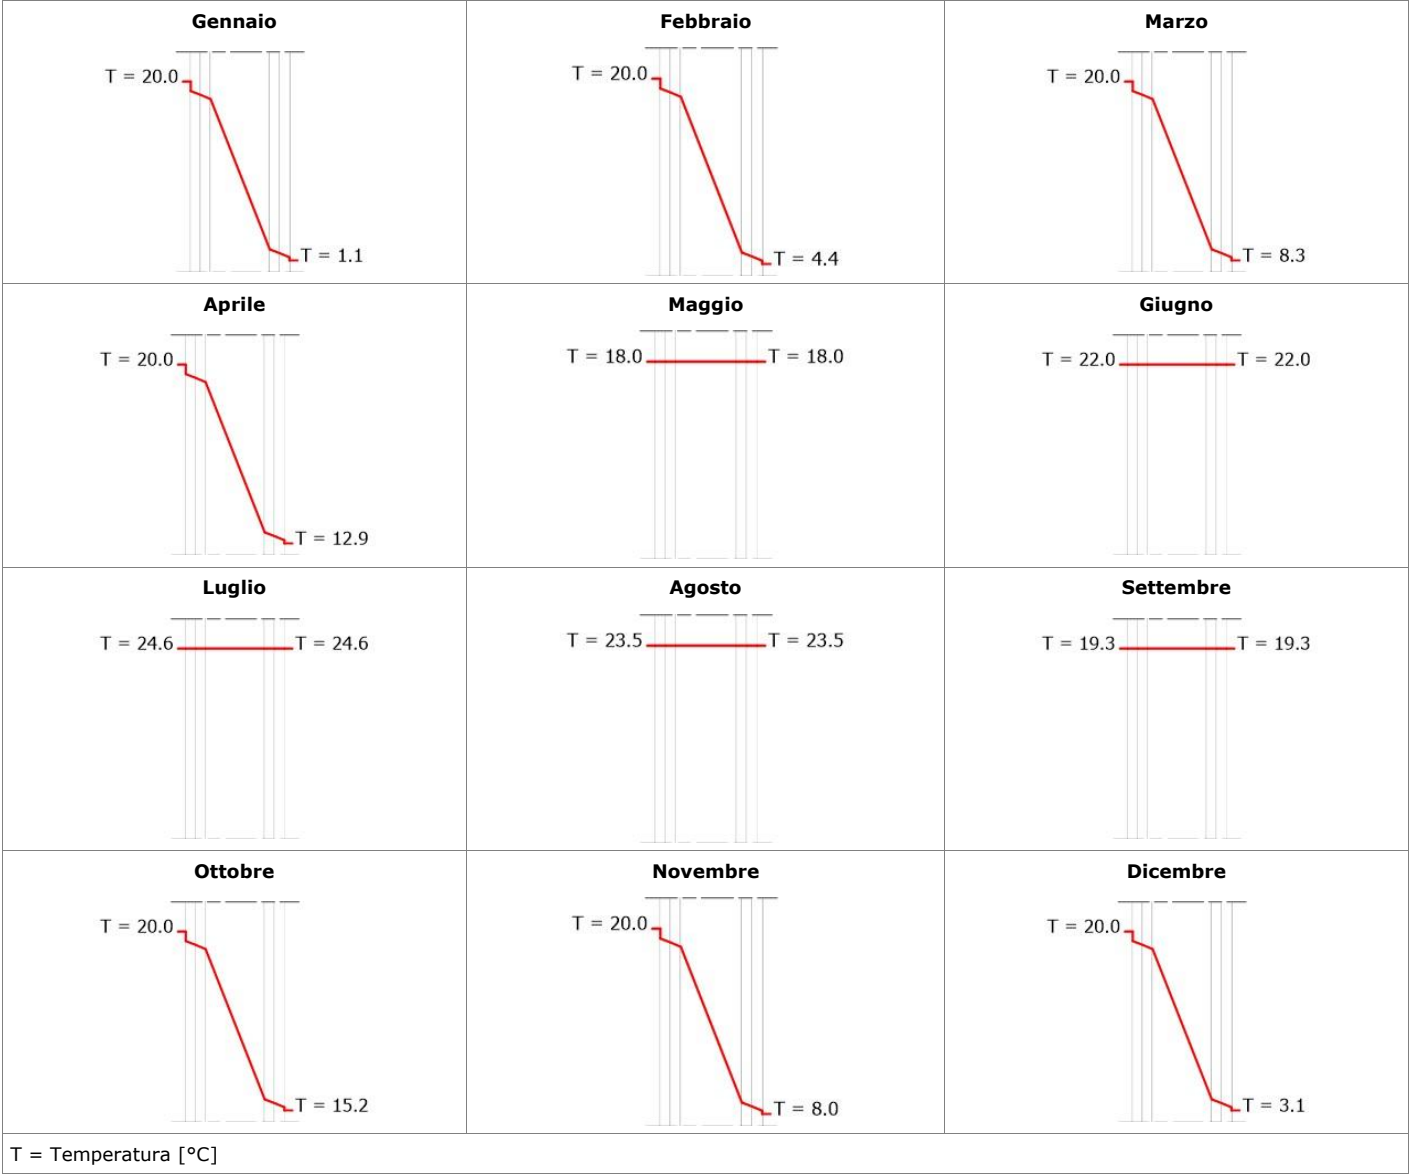 Gennaio
T = 20.0
T = 1.1
Febbraio
T = 20.0
T = 4.4
Marzo
T = 20.0
T = 8.3
Aprile
T = 20.0
T = 12.9
Maggio
T = 18.0 T = 18.0
Giugno
T = 22.0 T = 22.0
Luglio
T = 24.6 T = 24.6
Agosto
T = 23.5 T = 23.5
Settembre
T = 19.3 T = 19.3
Ottobre
T = 20.0
T = 15.2
Novembre
T = 20.0
T = 8.0
Dicembre
T = 20.0
T = 3.1
T = Temperatura [°C]